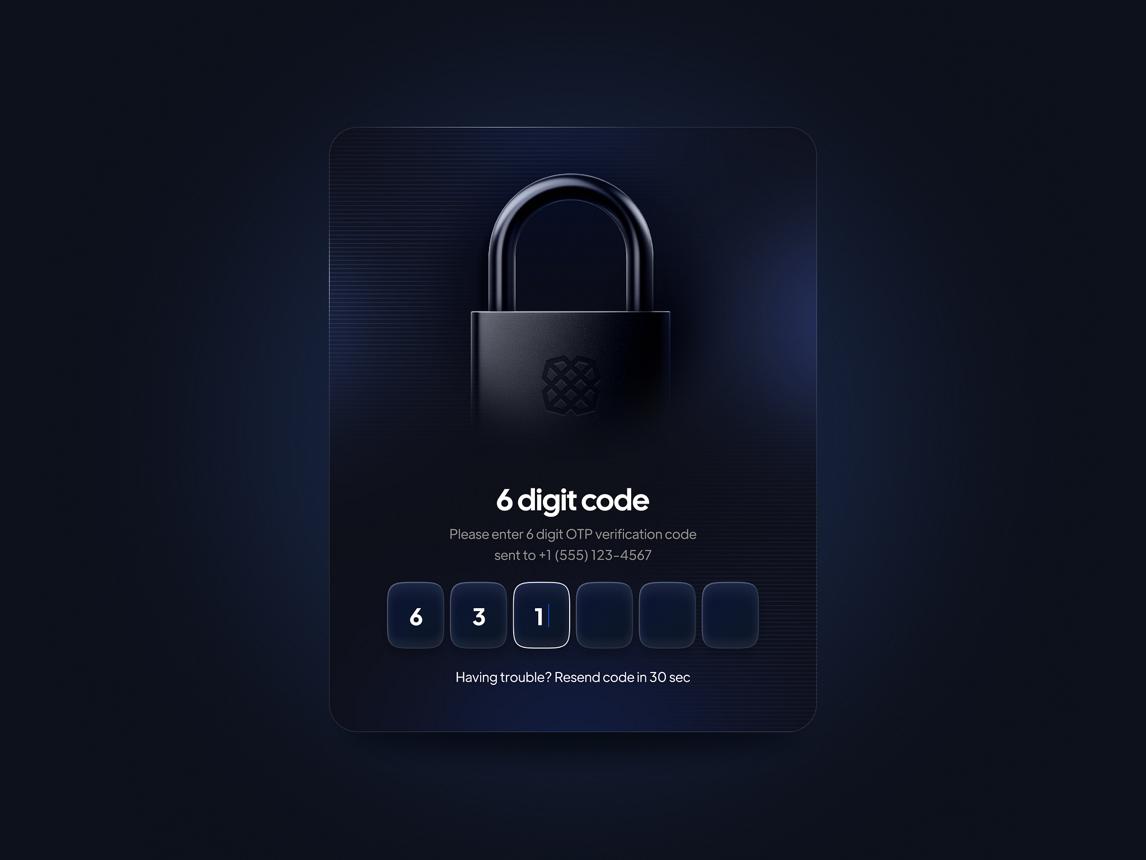 6 digit code
Please enter 6 digit OTP verification code
sent to +1 (555) 123-4567
6 3 1
Having trouble? Resend code in 30 sec